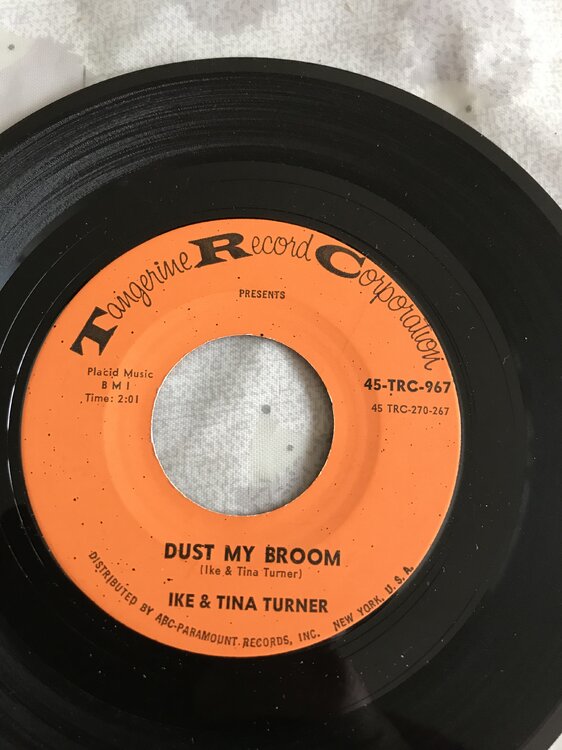 Tangerine Record Corporation
PRESENTS
Placid Music
B M I
Time: 2:01
45-TRC-967
45 TRC-270-267
DUST MY BROOM
(Ike & Tina Turner)
IKE & TINA TURNER
DISTRIBUTED BY ABC-PARAMOUNT RECORDS, INC. NEW YORK, U. S. A.